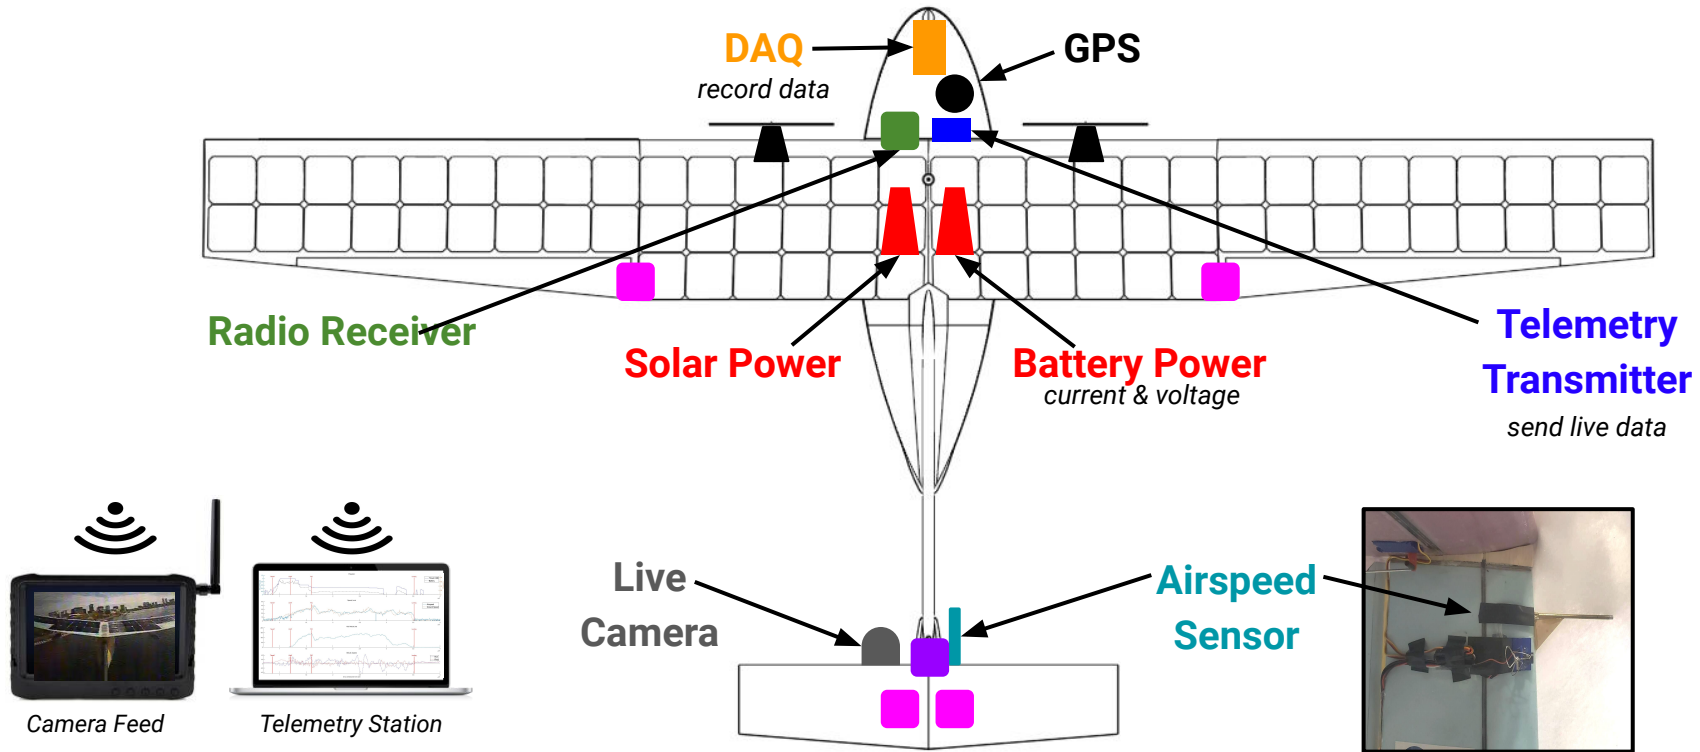 DAQ
record data
GPS
Radio Receiver
Solar Power
Battery Power
current & voltage
Telemetry
Transmitter
send live data
Live
Camera
Airspeed
Sensor
Camera Feed
Telemetry Station